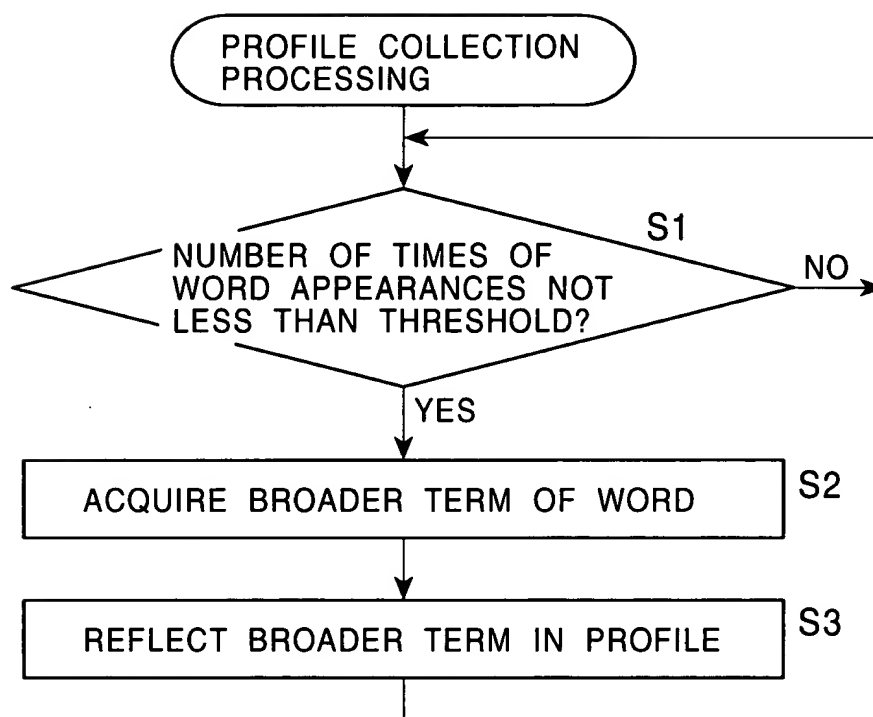 PROFILE COLLECTION
PROCESSING
S1
NUMBER OF TIMES OF
WORD APPEARANCES NOT
LESS THAN THRESHOLD?
NO
YES
ACQUIRE BROADER TERM OF WORD
S2
REFLECT BROADER TERM IN PROFILE
S3